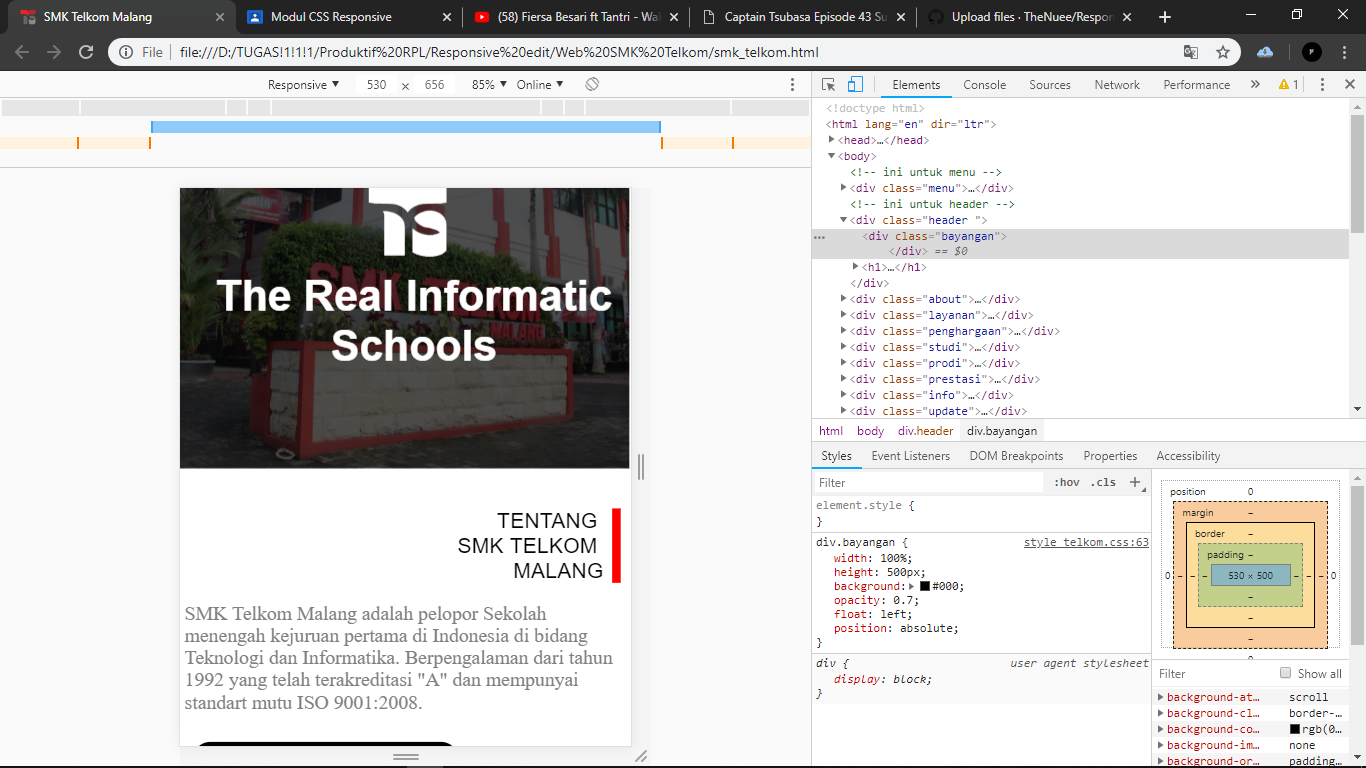 SMK Telkom Malang
Modul CSS Responsive
(58) Fiersa Besari ft Tantri - Wa
Captain Tsubasa Episode 43 Su
Upload files · TheNuee/Respon
File
file:///D:/TUGAS!1!1!1/Produktif%20RPL/Responsive%20edit/Web%20SMK%20Telkom/smk_telkom.html
Responsive ▼ 530 × 656 85% ▼ Online ▼
Elements Console Sources Network Performance » 1
<!doctype html>
<html lang="en" dir="ltr">
<head>…</head>
<body>
<!-- ini untuk menu -->
<div class="menu">…</div>
<!-- ini untuk header -->
<div class="header ">
<div class="bayangan">
</div> == $0
<h1>…</h1>
</div>
<div class="about">…</div>
<div class="layanan">…</div>
<div class="penghargaan">…</div>
<div class="studi">…</div>
<div class="prodi">…</div>
<div class="prestasi">…</div>
<div class="info">…</div>
<div class="update">…</div>
html body div.header div.bayangan
Styles Event Listeners DOM Breakpoints Properties Accessibility
Filter :hov .cls +
element.style {
}
div.bayangan { style telkom.css:63
width: 100%;
height: 500px;
background: #000;
opacity: 0.7;
float: left;
position: absolute;
}
div { user agent stylesheet
display: block;
}
position 0
margin –
border –
padding –
0 – – – 530 × 500 – – – 0
–
–
–
Filter Show all
background-at… scroll
background-cl… border-…
background-co… rgb(0…
background-im… none
background-or… padding…
SMK TELKOM
MALANG
The Real Informatic
Schools
TENTANG
SMK TELKOM
MALANG
SMK Telkom Malang adalah pelopor Sekolah
menengah kejuruan pertama di Indonesia di bidang
Teknologi dan Informatika. Berpengalaman dari tahun
1992 yang telah terakreditasi "A" dan mempunyai
standart mutu ISO 9001:2008.